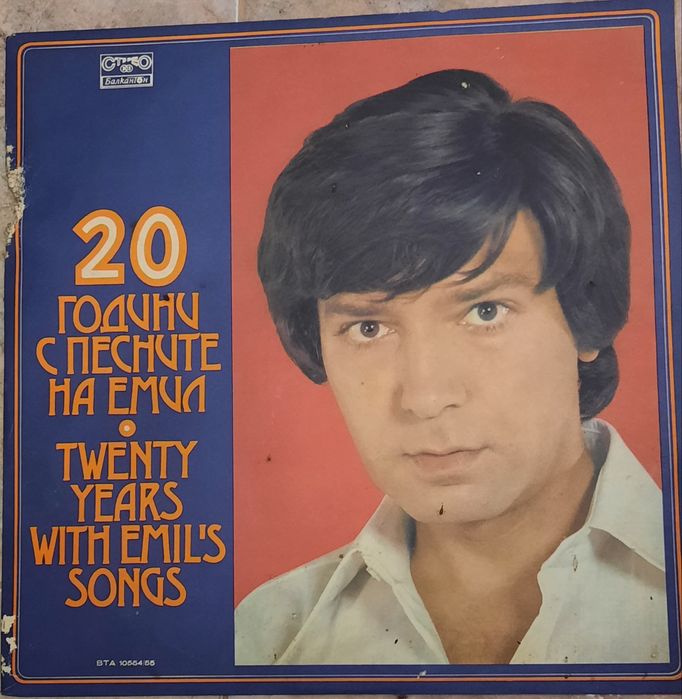 СТЕРЕО
Балкантон
20
ГОДИНИ
С ПЕСНИТЕ
НА ЕМИЛ
TWENTY
YEARS
WITH EMIL'S
SONGS
ВТА 10554/55